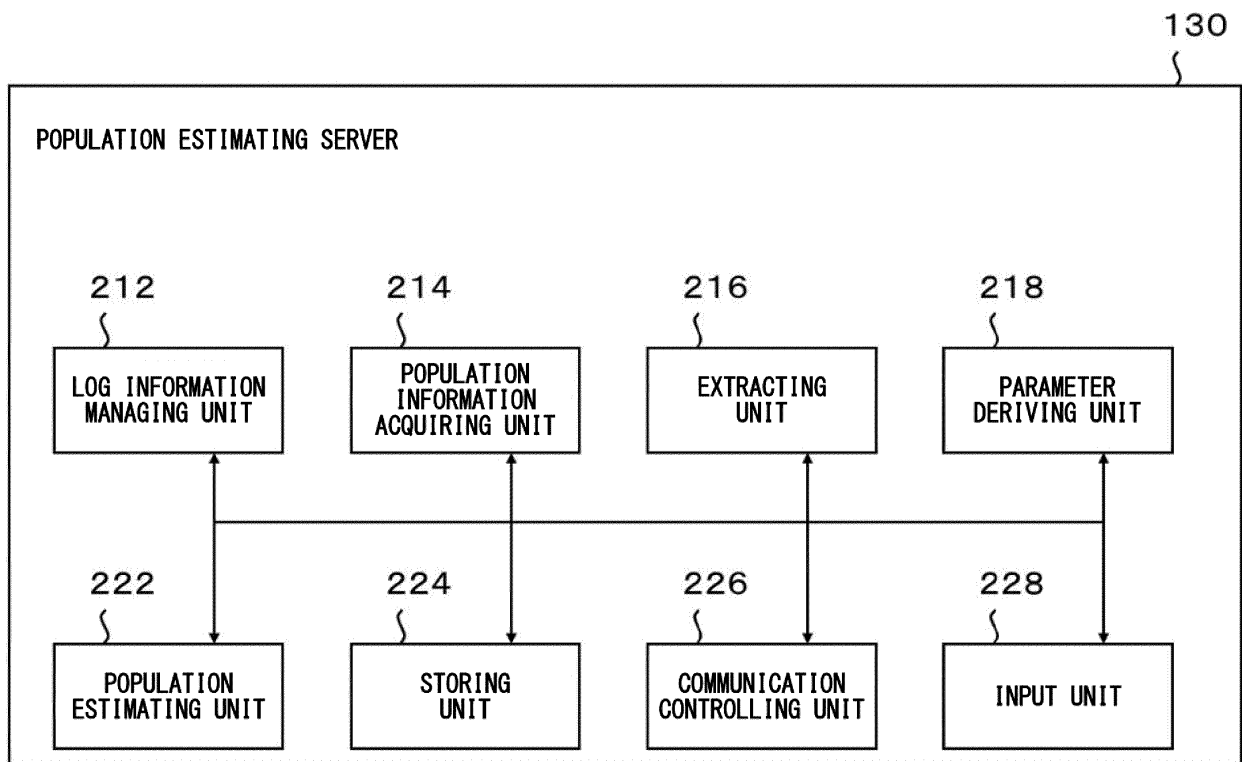 130
POPULATION ESTIMATING SERVER
212
214
216
218
LOG INFORMATION
MANAGING UNIT
POPULATION
INFORMATION
ACQUIRING UNIT
EXTRACTING
UNIT
PARAMETER
DERIVING UNIT
222
224
226
228
POPULATION
ESTIMATING UNIT
STORING
UNIT
COMMUNICATION
CONTROLLING UNIT
INPUT UNIT